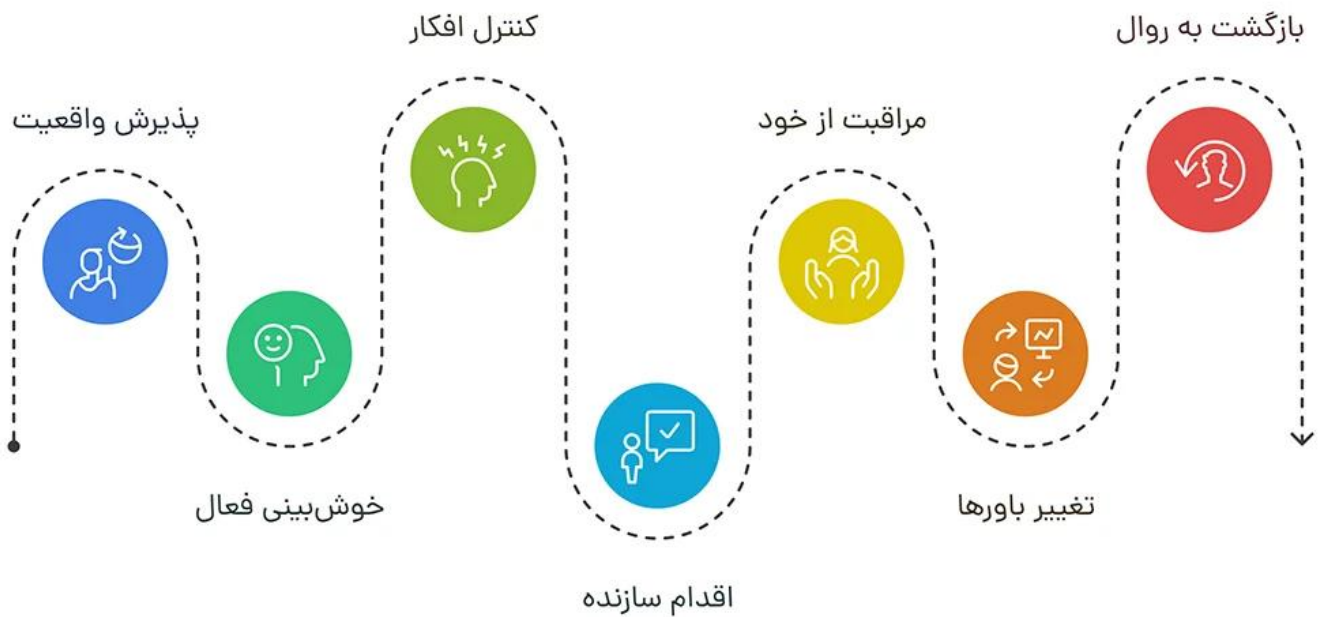 پذیرش واقعیت
خوش‌بینی فعال
کنترل افکار
اقدام سازنده
مراقبت از خود
تغییر باورها
بازگشت به روال